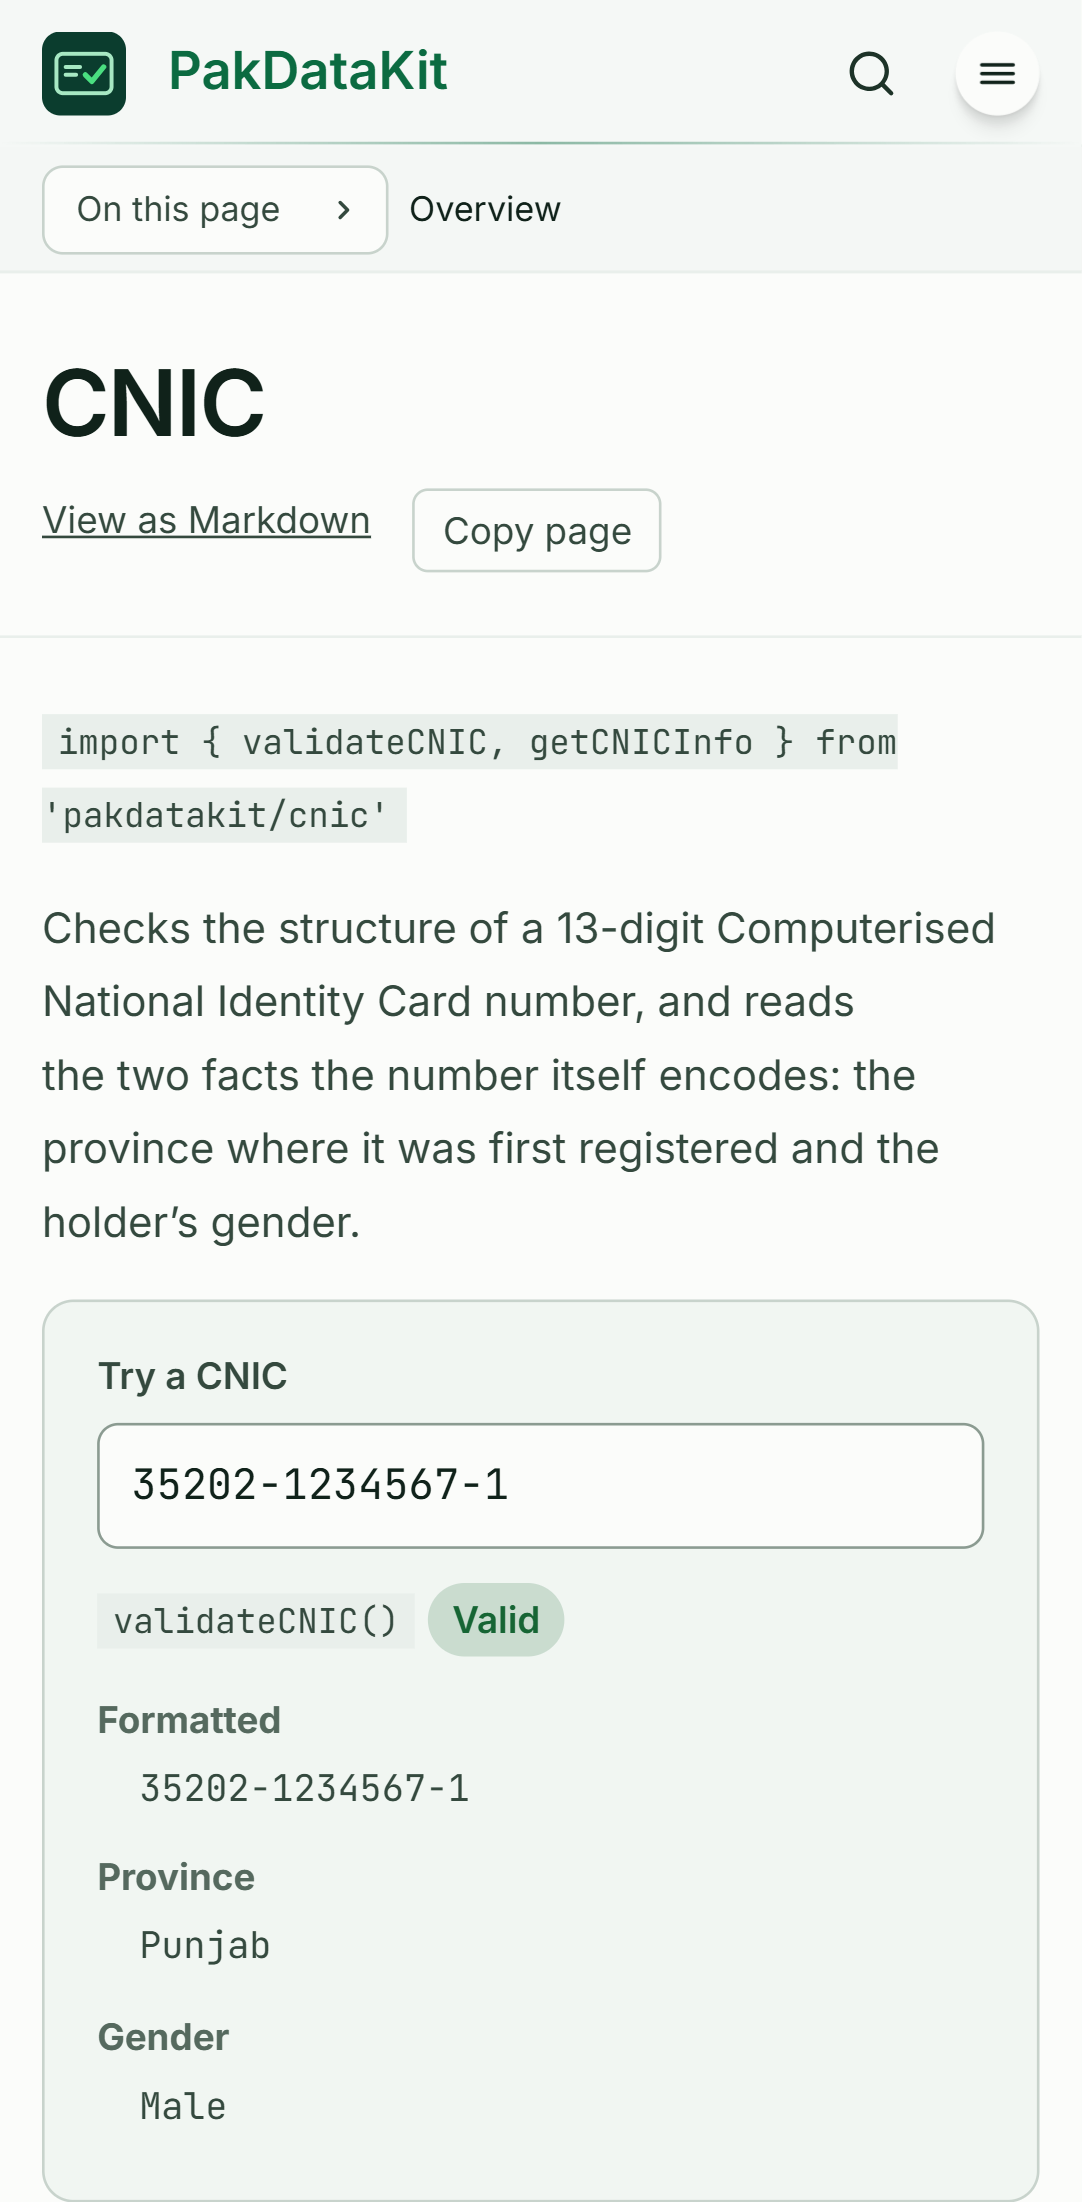 PakDataKit
On this page
Overview
CNIC
View as Markdown
Copy page
import { validateCNIC, getCNICInfo } from
'pakdatakit/cnic'
Checks the structure of a 13-digit Computerised
National Identity Card number, and reads
the two facts the number itself encodes: the
province where it was first registered and the
holder’s gender.
Try a CNIC
35202-1234567-1
validateCNIC() Valid
Formatted
35202-1234567-1
Province
Punjab
Gender
Male